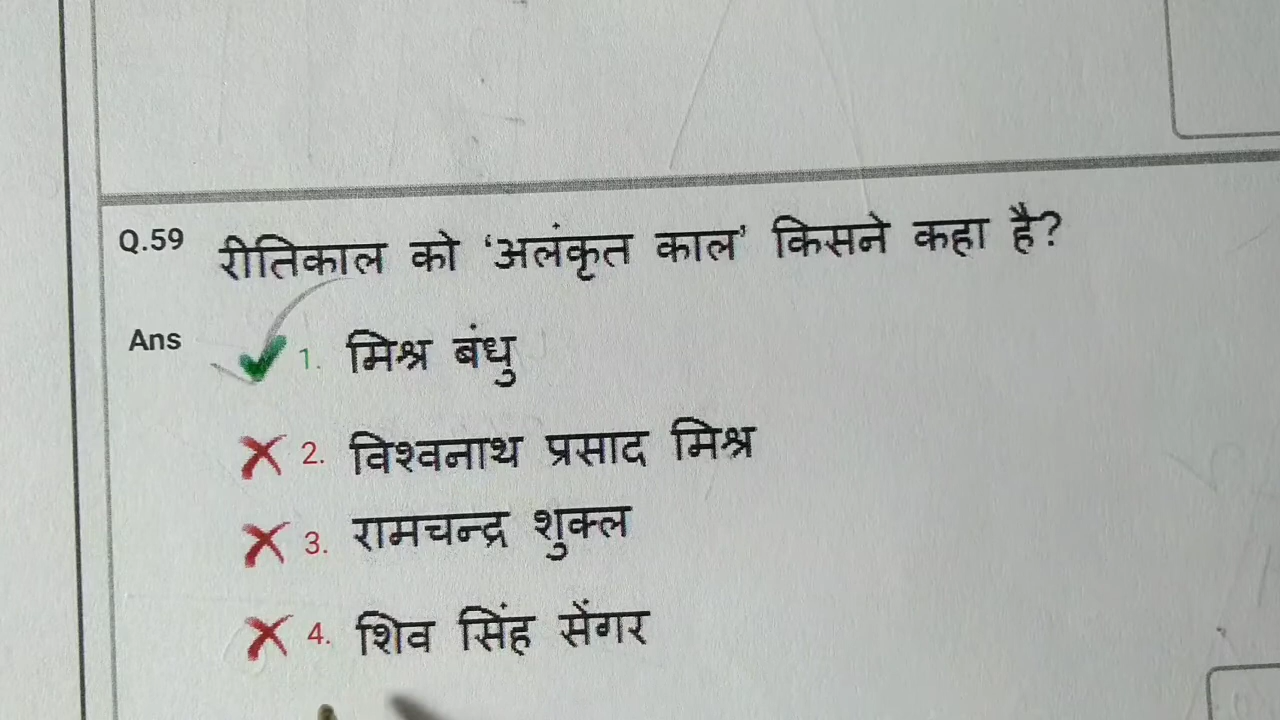 Q.59 रीतिकाल को ‘अलंकृत काल’ किसने कहा है?
Ans 1. मिश्र बंधु
2. विश्वनाथ प्रसाद मिश्र
3. रामचन्द्र शुक्ल
4. शिव सिंह सेंगर